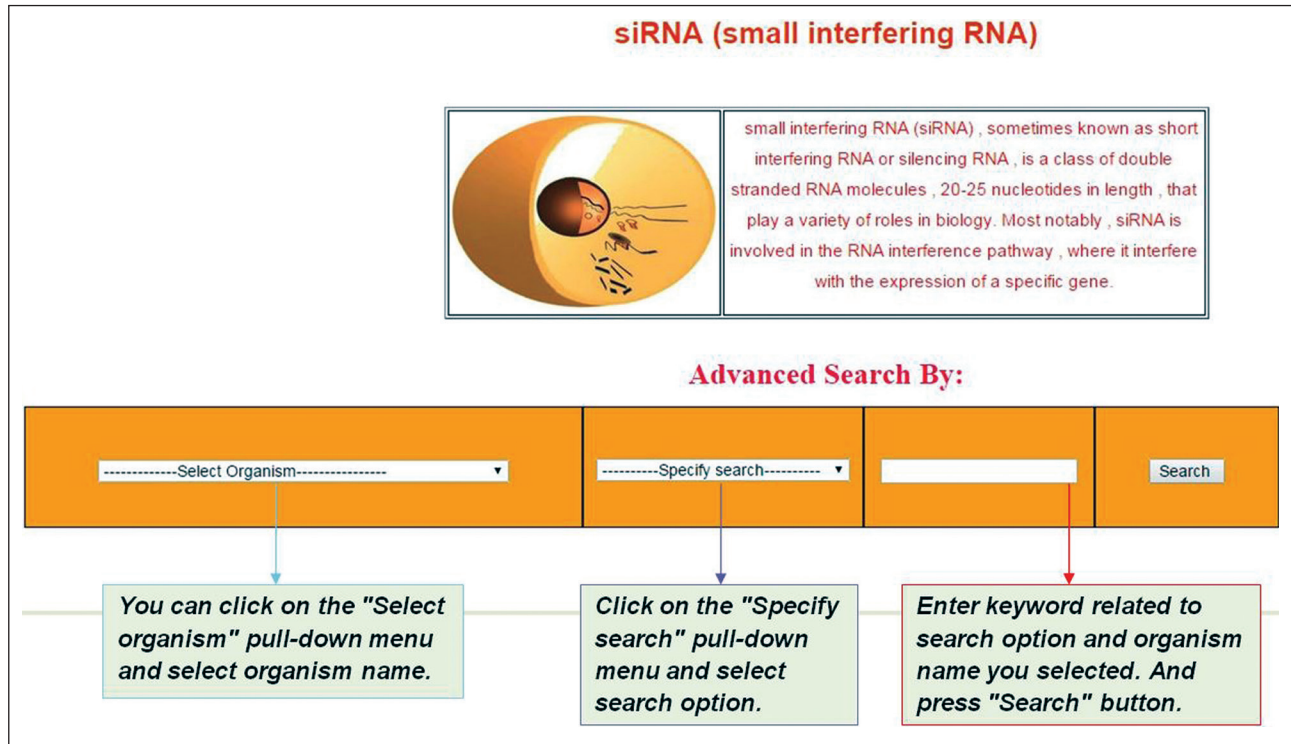 siRNA (small interfering RNA)
small interfering RNA (siRNA) , sometimes known as short
interfering RNA or silencing RNA , is a class of double
stranded RNA molecules , 20-25 nucleotides in length , that
play a variety of roles in biology. Most notably , siRNA is
involved in the RNA interference pathway , where it interfere
with the expression of a specific gene.
Advanced Search By:
-------------Select Organism----------------
----------Specify search----------
Search
You can click on the "Select
organism" pull-down menu
and select organism name.
Click on the "Specify
search" pull-down
menu and select
search option.
Enter keyword related to
search option and organism
name you selected. And
press "Search" button.